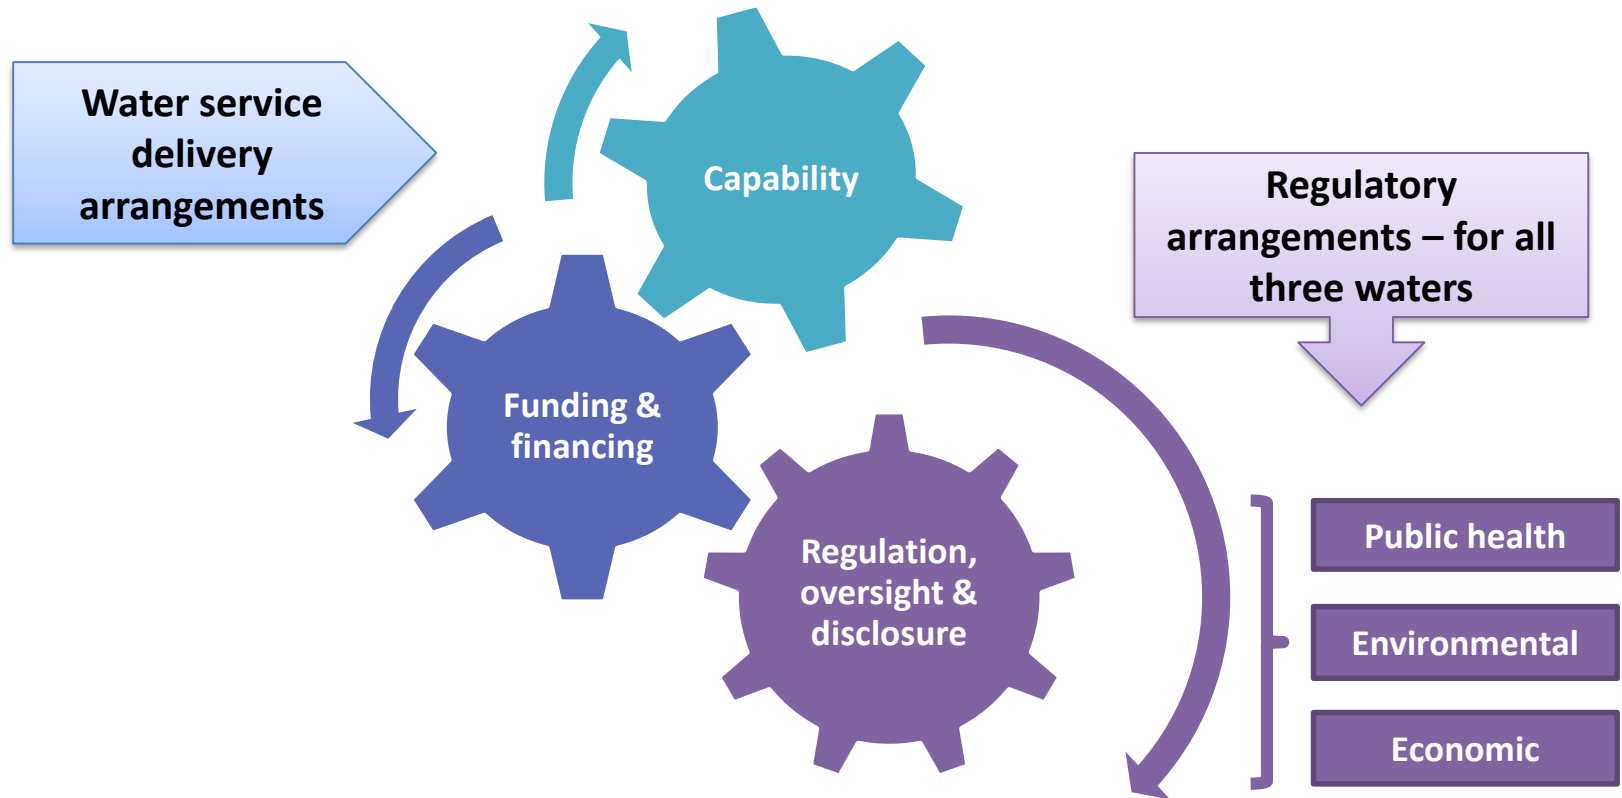 Water service
delivery
arrangements
Capability
Regulatory
arrangements – for all
three waters
Funding &
financing
Regulation,
oversight &
disclosure
Public health
Environmental
Economic